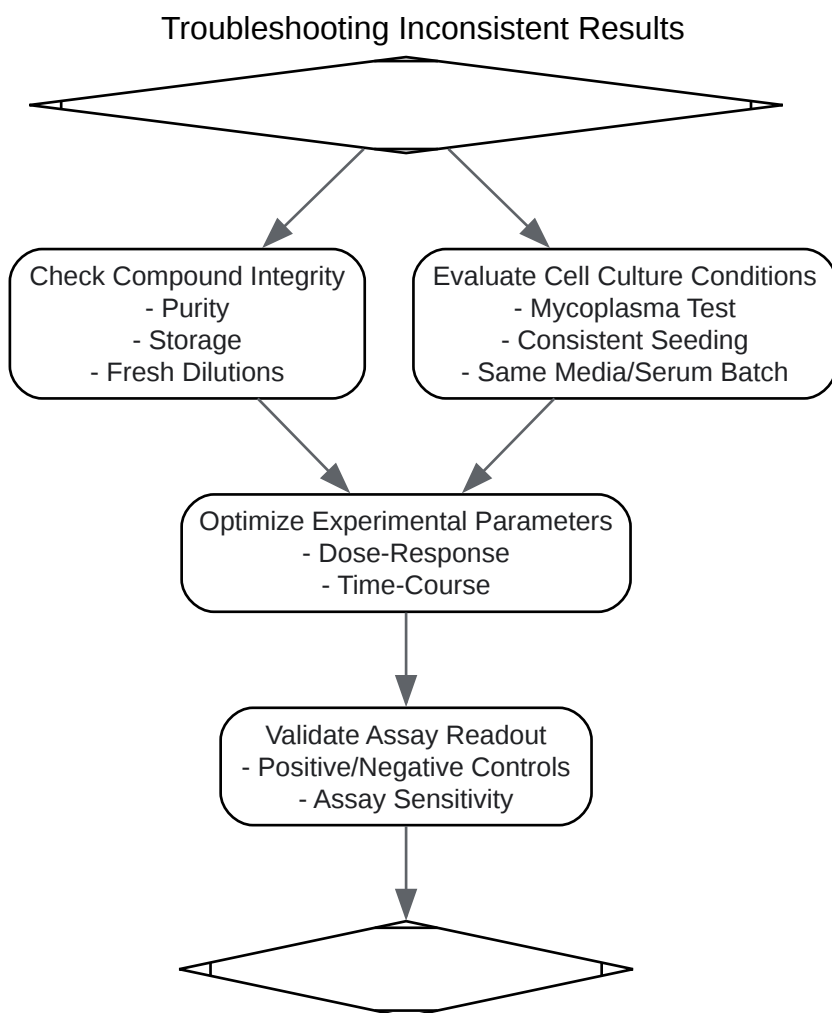 Troubleshooting Inconsistent Results
Check Compound Integrity
- Purity
- Storage
- Fresh Dilutions
Evaluate Cell Culture Conditions
- Mycoplasma Test
- Consistent Seeding
- Same Media/Serum Batch
Optimize Experimental Parameters
- Dose-Response
- Time-Course
Validate Assay Readout
- Positive/Negative Controls
- Assay Sensitivity